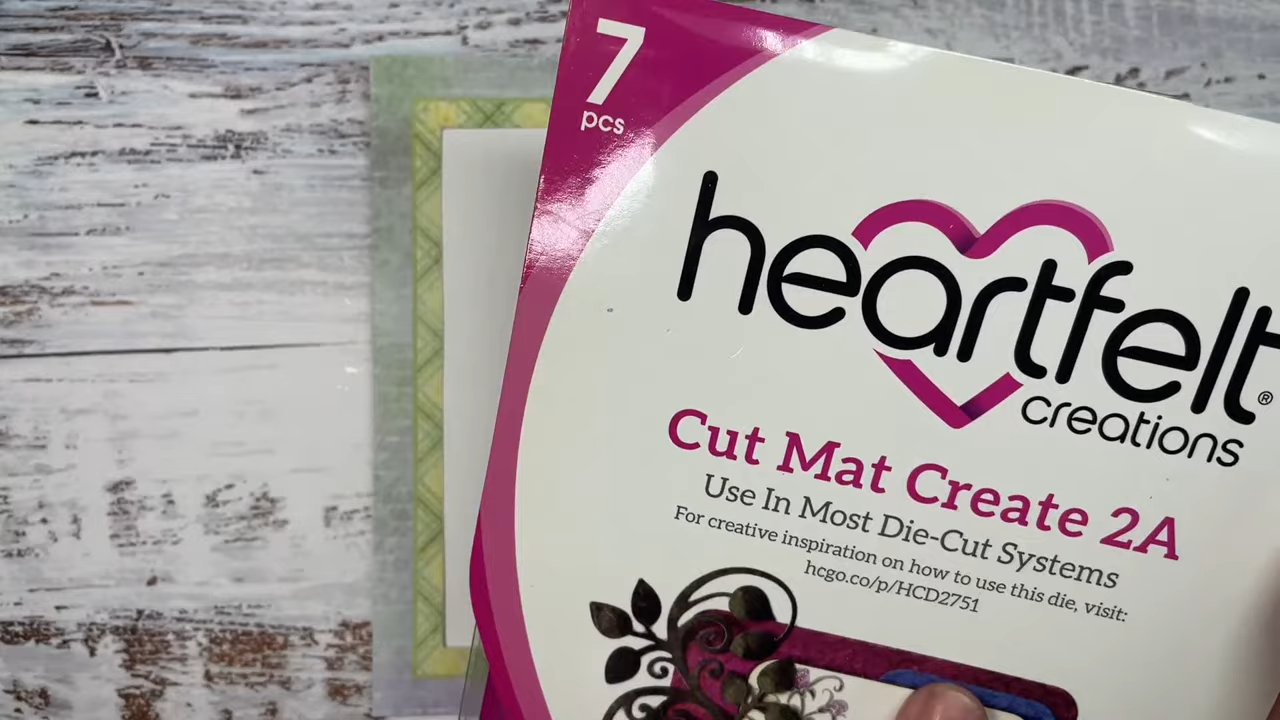 7
pcs
heartfelt®
creations
Cut Mat Create 2A
Use In Most Die-Cut Systems
For creative inspiration on how to use this die, visit:
hcgo.co/p/HCD2751